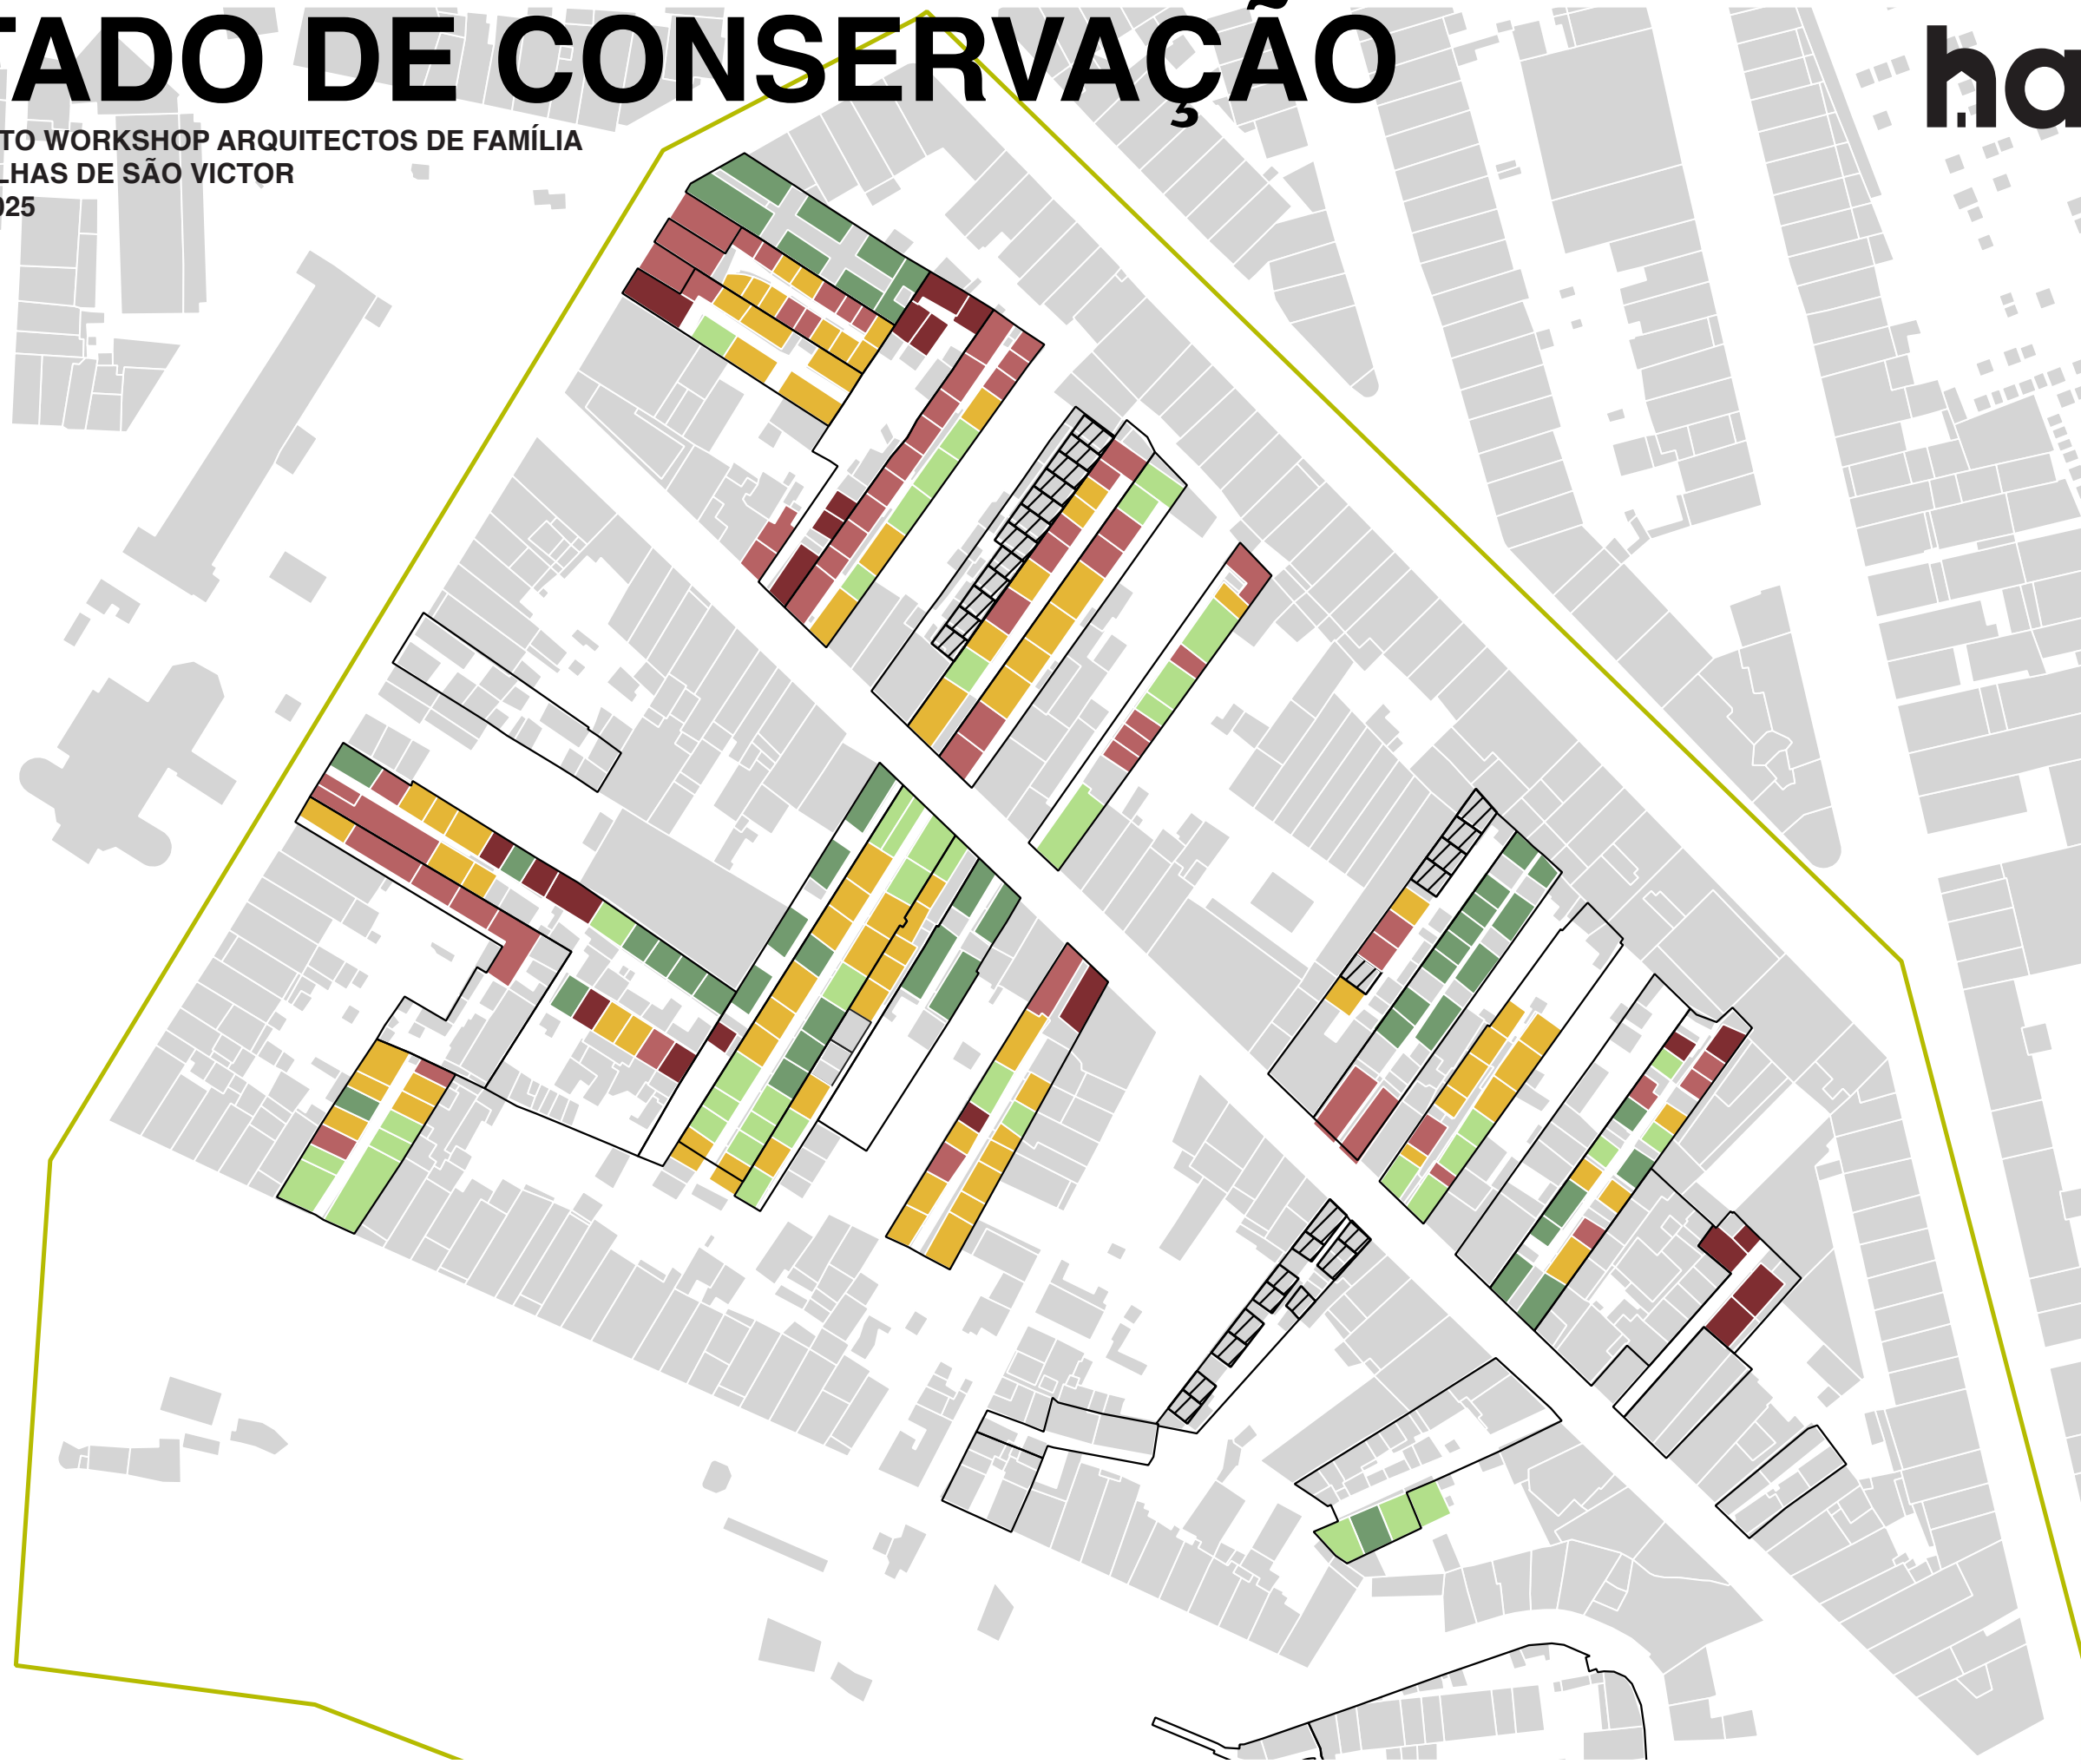 TADO DE CONSERVAÇÃO
TO WORKSHOP ARQUITECTOS DE FAMÍLIA
LHAS DE SÃO VICTOR
025
ha